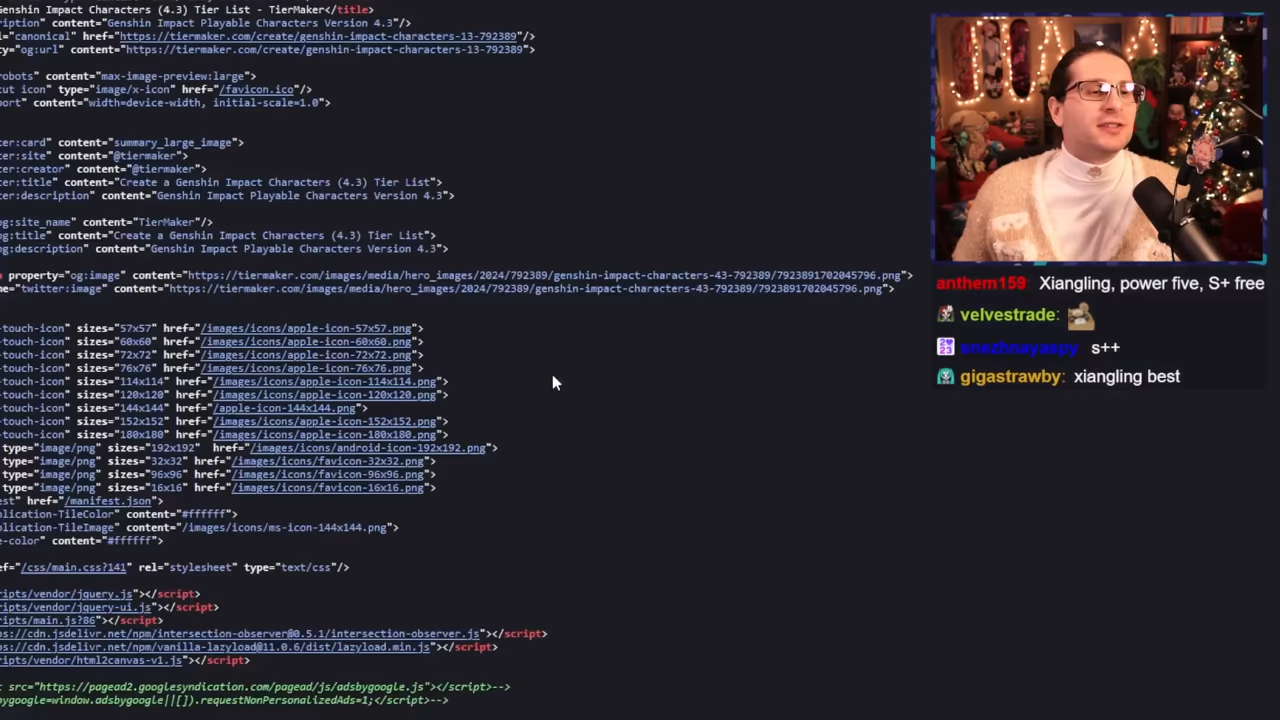 Genshin Impact Characters (4.3) Tier List - TierMaker</title>
ription" content="Genshin Impact Playable Characters Version 4.3"/>
l="canonical" href="https://tiermaker.com/create/genshin-impact-characters-13-792389"/>
ty="og:url" content="https://tiermaker.com/create/genshin-impact-characters-13-792389">
robots" content="max-image-preview:large">
cut icon" type="image/x-icon" href="/favicon.ico"/>
port" content="width=device-width, initial-scale=1.0">
ter:card" content="summary_large_image">
ter:site" content="@tiermaker">
ter:creator" content="@tiermaker">
ter:title" content="Create a Genshin Impact Characters (4.3) Tier List">
ter:description" content="Genshin Impact Playable Characters Version 4.3">
og:site_name" content="TierMaker"/>
og:title" content="Create a Genshin Impact Characters (4.3) Tier List">
og:description" content="Genshin Impact Playable Characters Version 4.3">
property="og:image" content="https://tiermaker.com/images/media/hero_images/2024/792389/genshin-impact-characters-43-792389/7923891702045796.png">
me="twitter:image" content="https://tiermaker.com/images/media/hero_images/2024/792389/genshin-impact-characters-43-792389/7923891702045796.png">
-touch-icon" sizes="57x57" href="/images/icons/apple-icon-57x57.png">
-touch-icon" sizes="60x60" href="/images/icons/apple-icon-60x60.png">
-touch-icon" sizes="72x72" href="/images/icons/apple-icon-72x72.png">
-touch-icon" sizes="76x76" href="/images/icons/apple-icon-76x76.png">
-touch-icon" sizes="114x114" href="/images/icons/apple-icon-114x114.png">
-touch-icon" sizes="120x120" href="/images/icons/apple-icon-120x120.png">
-touch-icon" sizes="144x144" href="/apple-icon-144x144.png">
-touch-icon" sizes="152x152" href="/images/icons/apple-icon-152x152.png">
-touch-icon" sizes="180x180" href="/images/icons/apple-icon-180x180.png">
type="image/png" sizes="192x192" href="/images/icons/android-icon-192x192.png">
type="image/png" sizes="32x32" href="/images/icons/favicon-32x32.png">
type="image/png" sizes="96x96" href="/images/icons/favicon-96x96.png">
type="image/png" sizes="16x16" href="/images/icons/favicon-16x16.png">
est" href="/manifest.json">
plication-TileColor" content="#ffffff">
plication-TileImage" content="/images/icons/ms-icon-144x144.png">
e-color" content="#ffffff">
ef="/css/main.css?141" rel="stylesheet" type="text/css"/>
ripts/vendor/jquery.js"></script>
ripts/vendor/jquery-ui.js"></script>
ripts/main.js?86"></script>
ps://cdn.jsdelivr.net/npm/intersection-observer@0.5.1/intersection-observer.js"></script>
ps://cdn.jsdelivr.net/npm/vanilla-lazyload@11.0.6/dist/lazyload.min.js"></script>
ripts/vendor/html2canvas-v1.js"></script>
t src="https://pagead2.googlesyndication.com/pagead/js/adsbygoogle.js"></script>-->
bygoogle=window.adsbygoogle||[]).requestNonPersonalizedAds=1;</script>-->
anthem159 Xiangling, power five, S+ free
velvestrade:
snezhnayaspy s++
gigastrawby: xiangling best